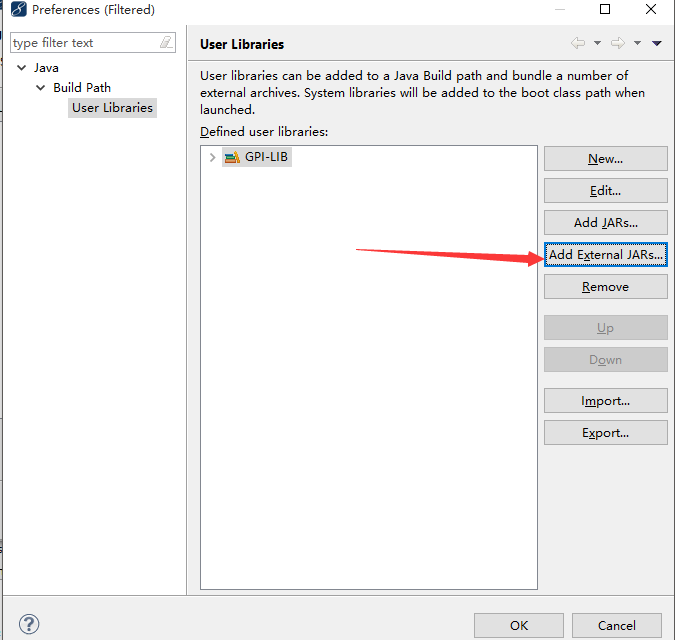 Preferences (Filtered)
type filter text
Java
Build Path
User Libraries
User Libraries
User libraries can be added to a Java Build path and bundle a number of
external archives. System libraries will be added to the boot class path when
launched.
Defined user libraries:
GPI-LIB
New...
Edit...
Add JARs...
Add External JARs...
Remove
Up
Down
Import...
Export...
?
OK
Cancel